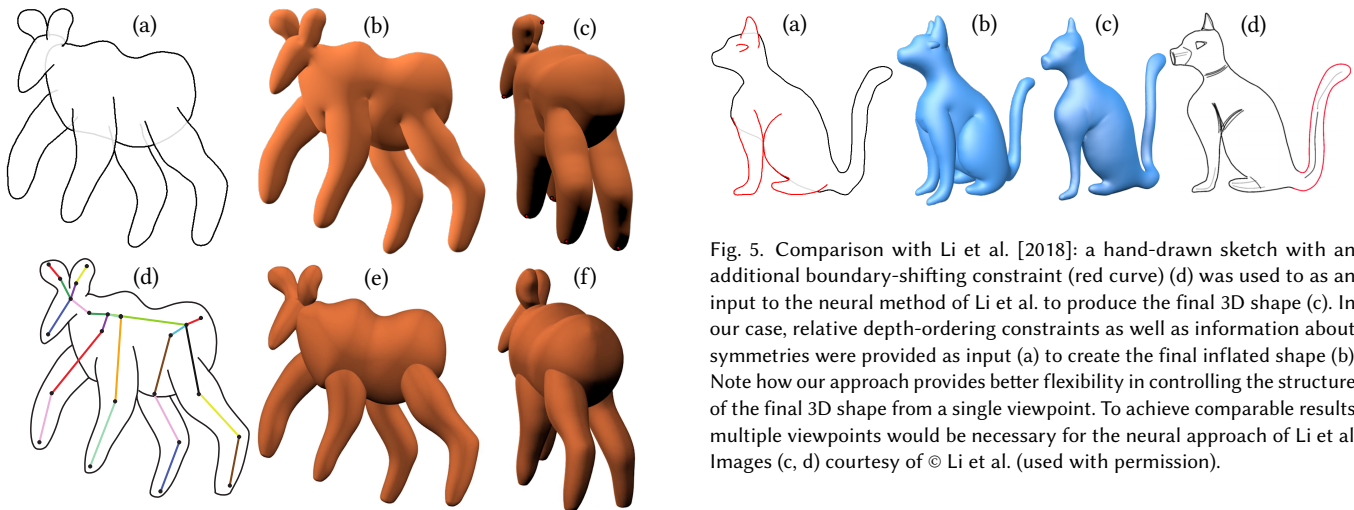 (a)
(b)
(c)
(d)
(e)
(f)
(a)
(b)
(c)
(d)
Fig. 5. Comparison with Li et al. [2018]: a hand-drawn sketch with an
additional boundary-shifting constraint (red curve) (d) was used to as an
input to the neural method of Li et al. to produce the final 3D shape (c). In
our case, relative depth-ordering constraints as well as information about
symmetries were provided as input (a) to create the final inflated shape (b)
Note how our approach provides better flexibility in controlling the structure
of the final 3D shape from a single viewpoint. To achieve comparable results
multiple viewpoints would be necessary for the neural approach of Li et al
Images (c, d) courtesy of © Li et al. (used with permission).